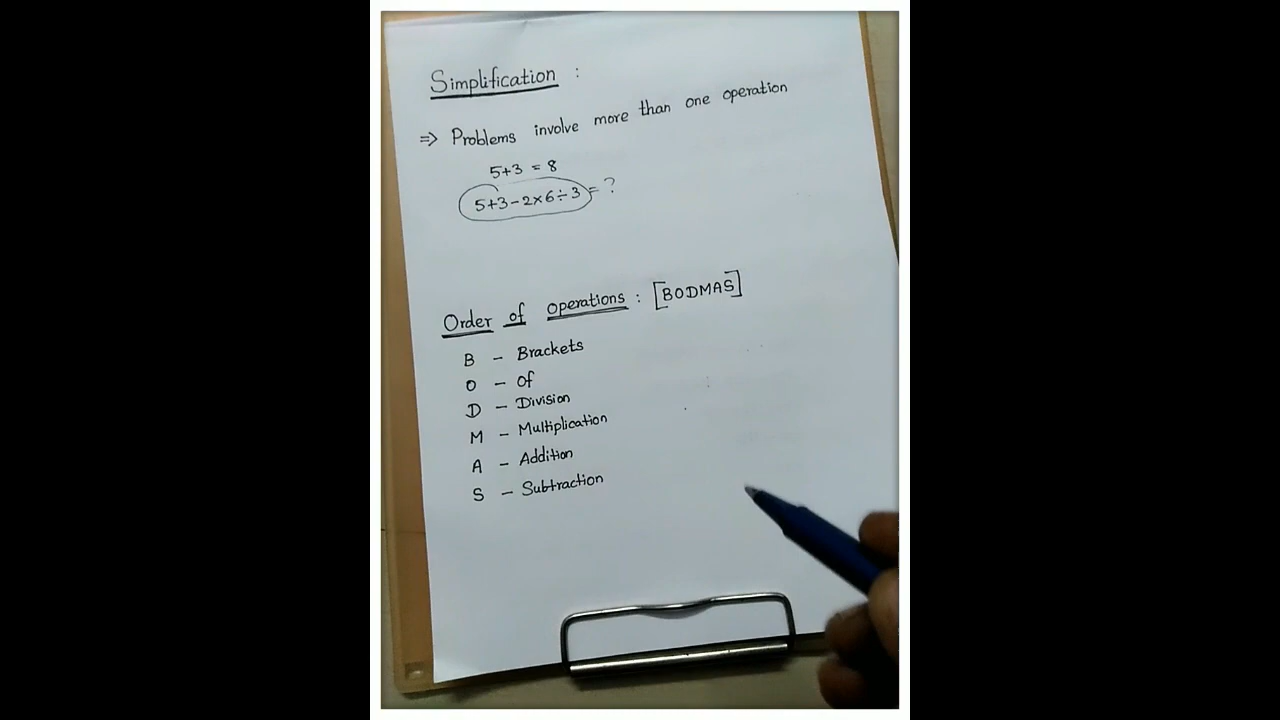 Simplification :
⇒ Problems involve more than one operation
5+3 = 8
5+3-2×6÷3 = ?
Order of operations : [BODMAS]
B - Brackets
O - Of
D - Division
M - Multiplication
A - Addition
S - Subtraction